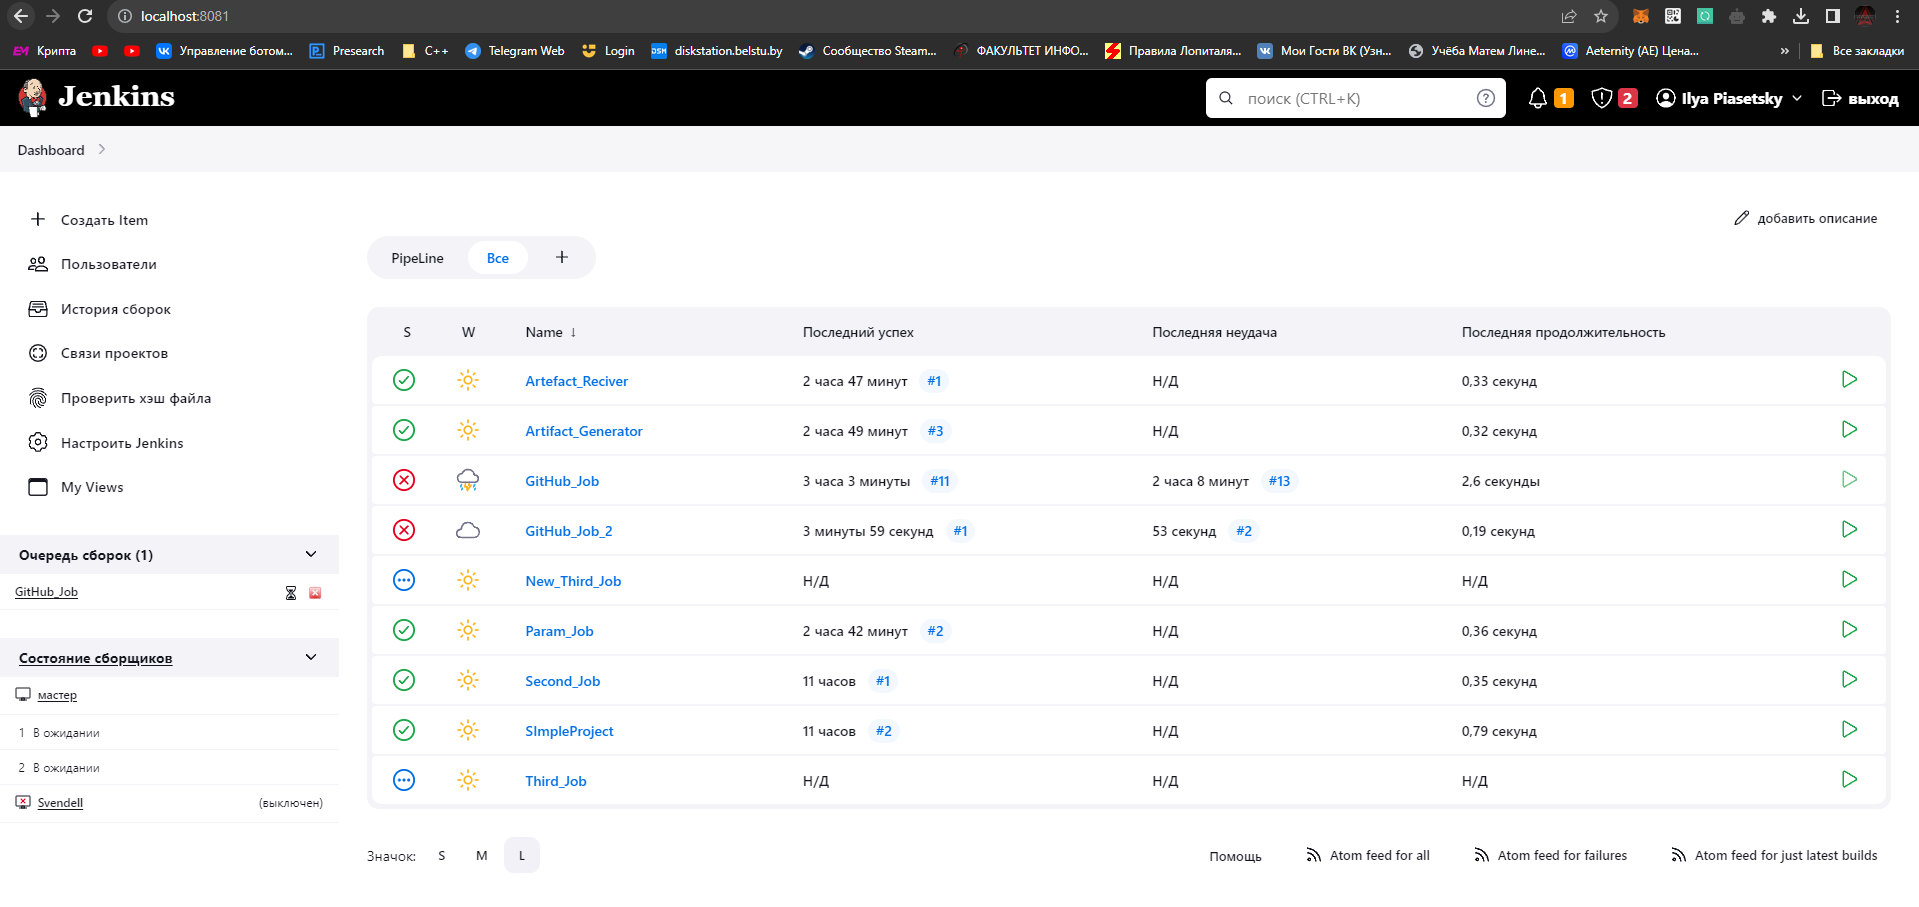 localhost:8081
EM Крипта
Управление ботом...
Presearch
C++
Telegram Web
Login
DSM diskstation.belstu.by
Сообщество Steam...
ФАКУЛЬТЕТ ИНФО...
Правила Лопиталя...
Мои Гости ВК (Узн...
Учёба Матем Лине...
Aeternity (AE) Цена...
»
Все закладки
Jenkins
поиск (CTRL+K)
1
2
Ilya Piasetsky
выход
Dashboard
Создать Item
Пользователи
История сборок
Связи проектов
Проверить хэш файла
Настроить Jenkins
My Views
Очередь сборок (1)
GitHub_Job
Состояние сборщиков
мастер
1 В ожидании
2 В ожидании
Svendell (выключен)
добавить описание
PipeLine Все +
S W Name ↓ Последний успех Последняя неудача Последняя продолжительность
Artefact_Reciver 2 часа 47 минут #1 Н/Д 0,33 секунд
Artifact_Generator 2 часа 49 минут #3 Н/Д 0,32 секунд
GitHub_Job 3 часа 3 минуты #11 2 часа 8 минут #13 2,6 секунды
GitHub_Job_2 3 минуты 59 секунд #1 53 секунд #2 0,19 секунд
New_Third_Job Н/Д Н/Д Н/Д
Param_Job 2 часа 42 минут #2 Н/Д 0,36 секунд
Second_Job 11 часов #1 Н/Д 0,35 секунд
SImpleProject 11 часов #2 Н/Д 0,79 секунд
Third_Job Н/Д Н/Д Н/Д
Значок: S M L
Помощь
Atom feed for all
Atom feed for failures
Atom feed for just latest builds